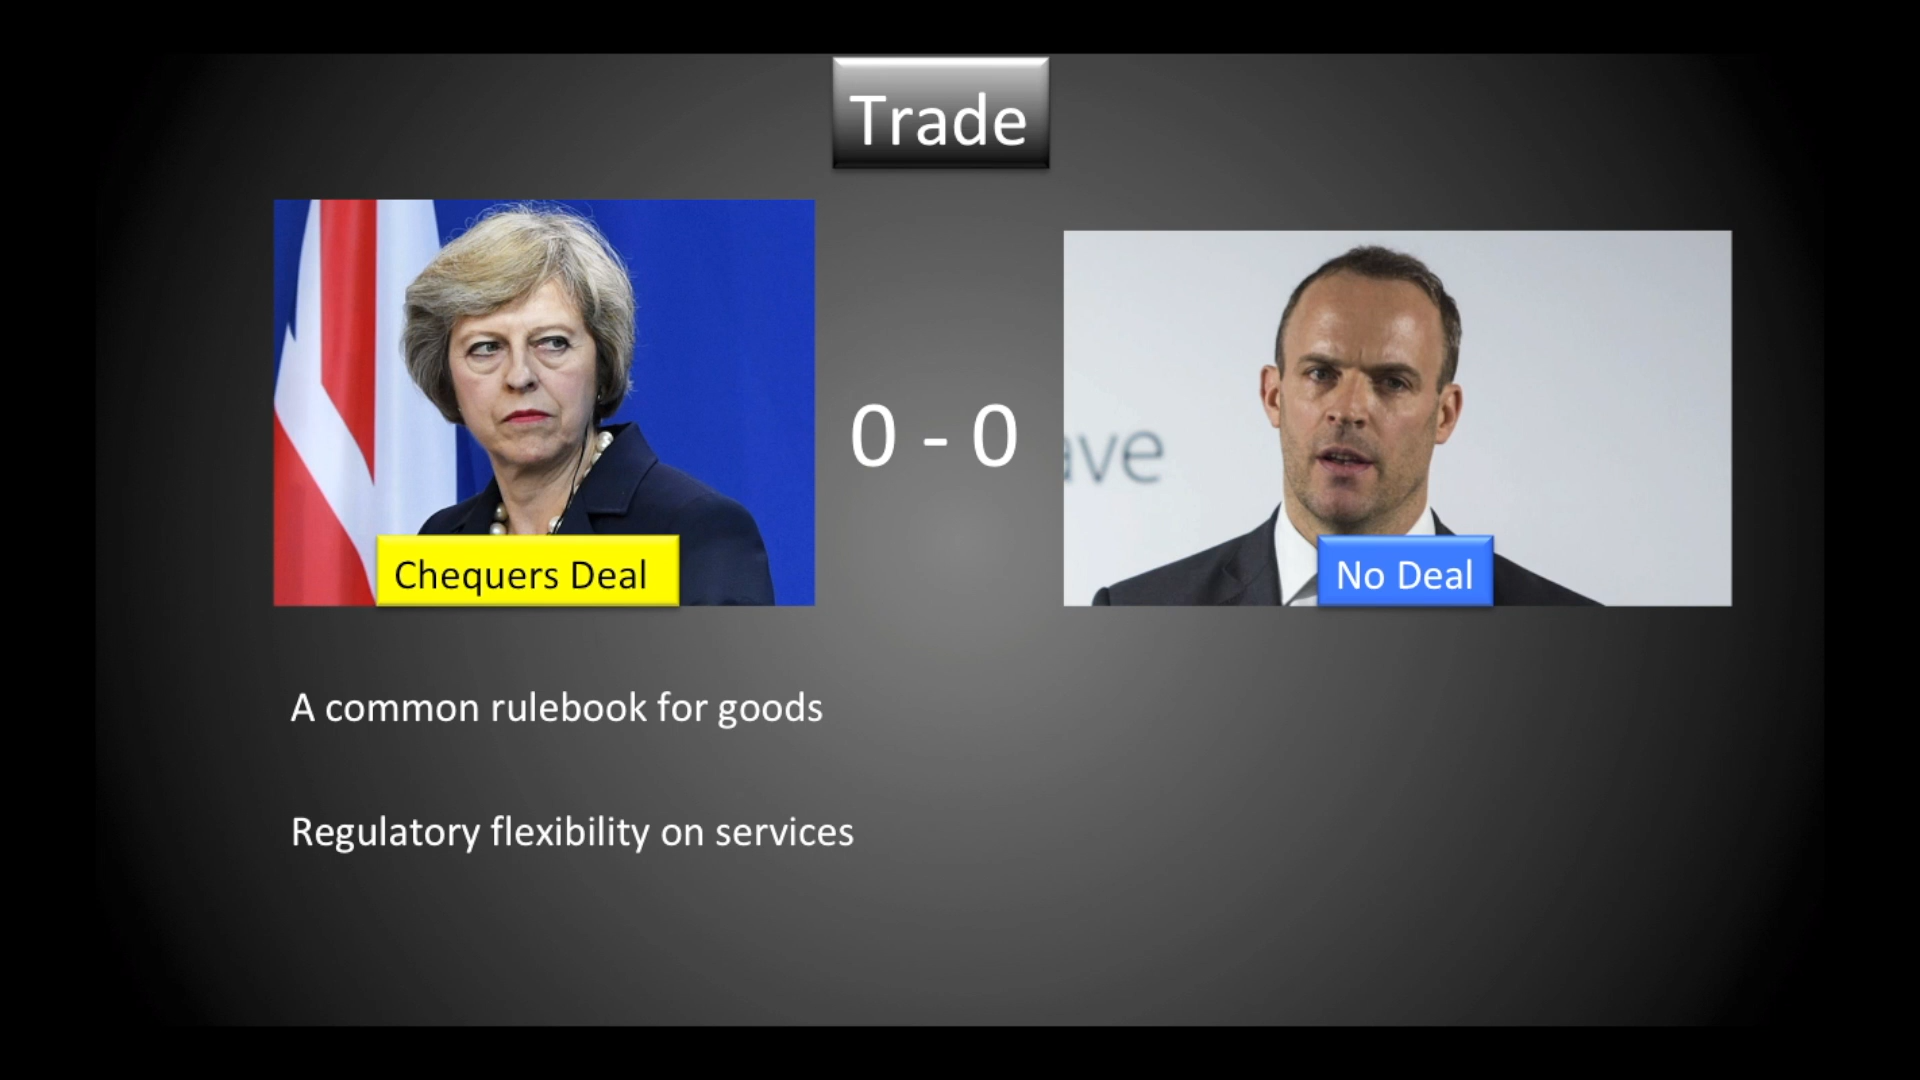 Trade
0 - 0
ave
Chequers Deal
No Deal
A common rulebook for goods
Regulatory flexibility on services